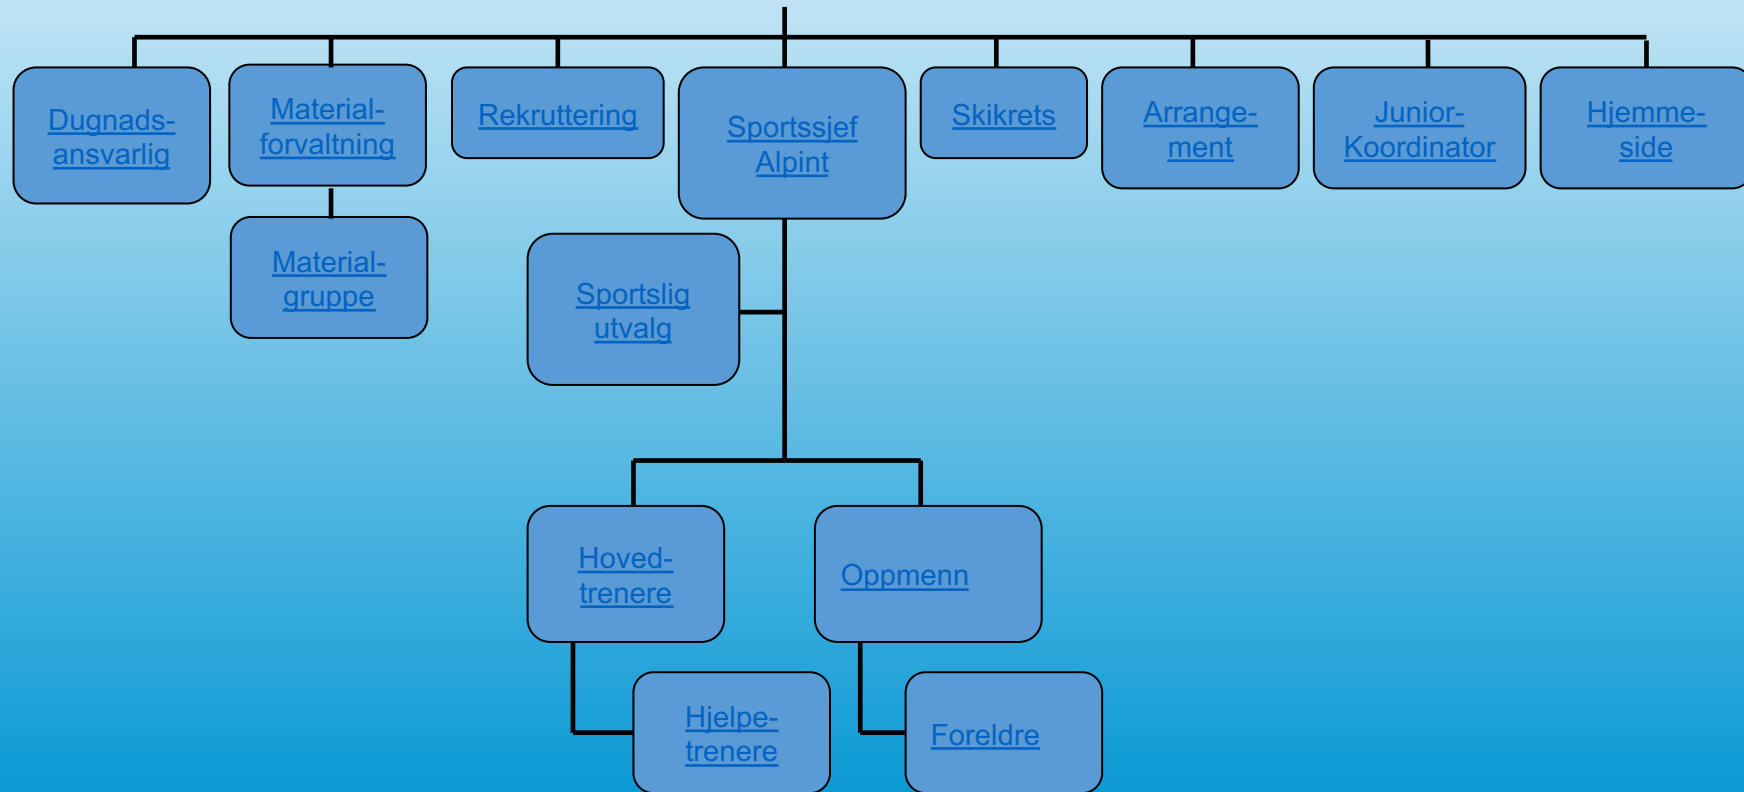 Dugnads-
ansvarlig
Material-
forvaltning
Rekruttering
Sportssjef
Alpint
Skikrets
Arrange-
ment
Junior-
Koordinator
Hjemme-
side
Material-
gruppe
Sportslig
utvalg
Hoved-
trenere
Oppmenn
Hjelpe-
trenere
Foreldre